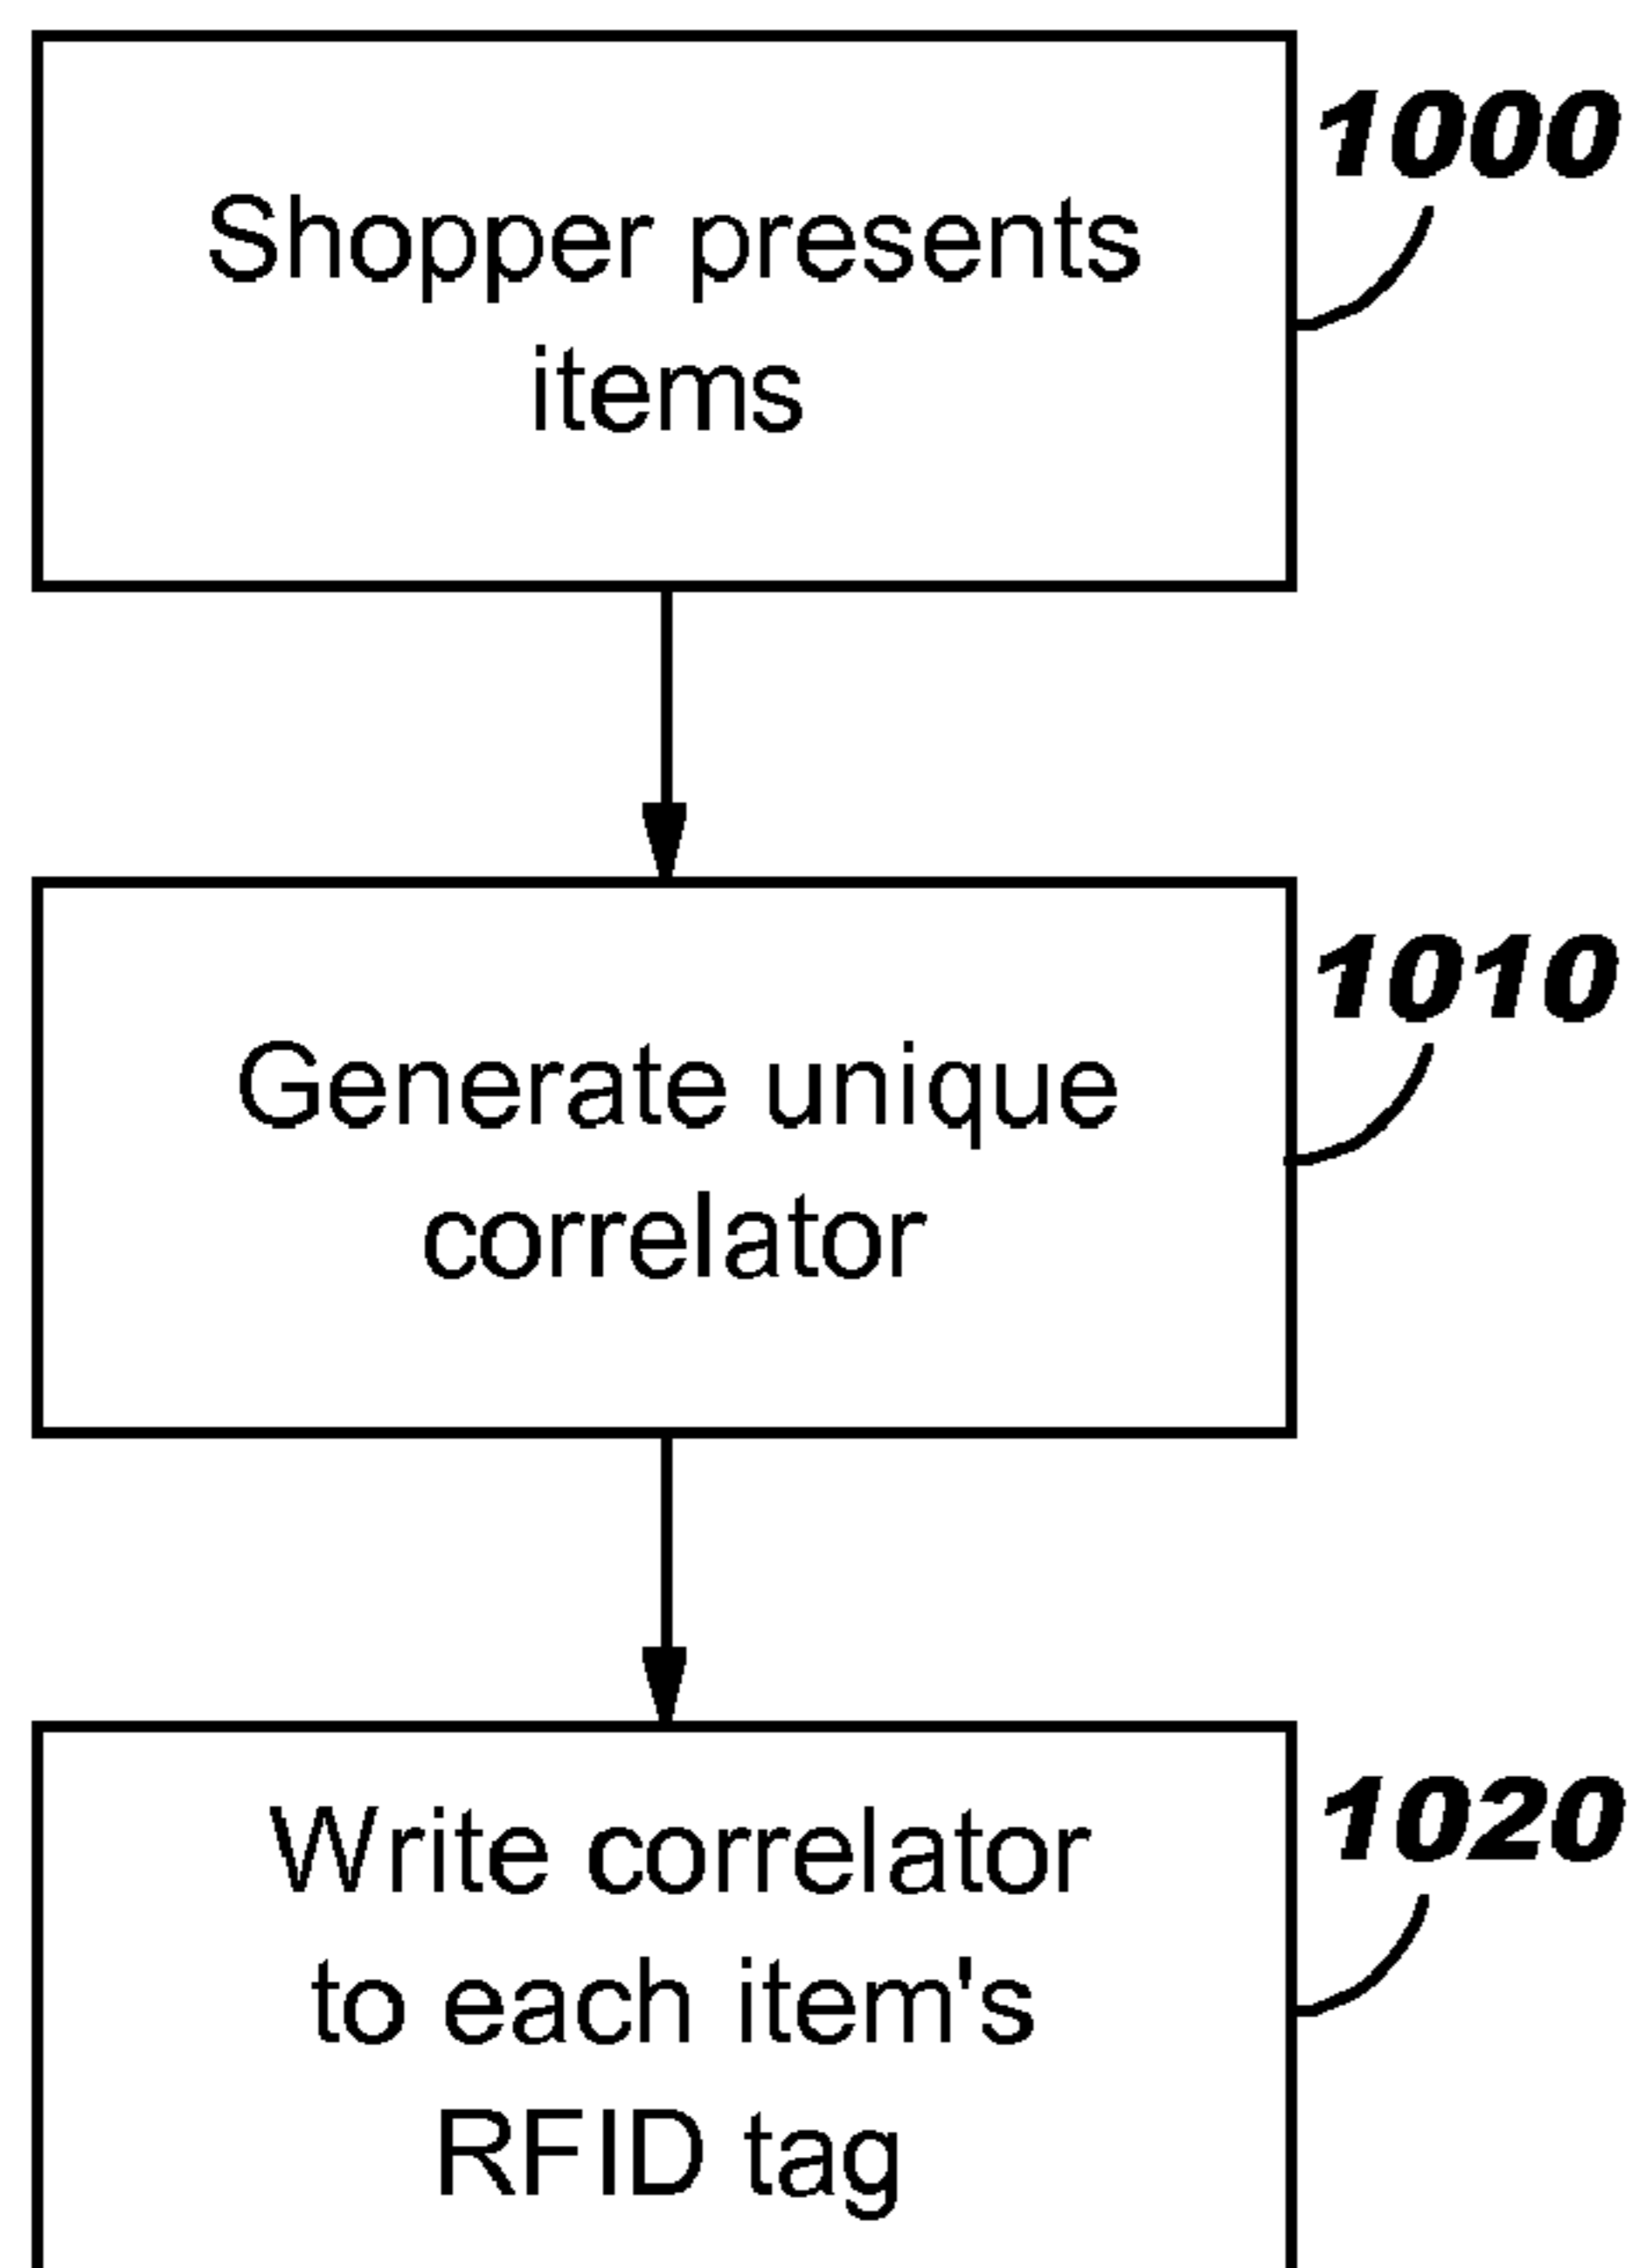 1000
Shopper presents
items
1010
Generate unique
correlator
1020
Write correlator
to each item's
RFID tag